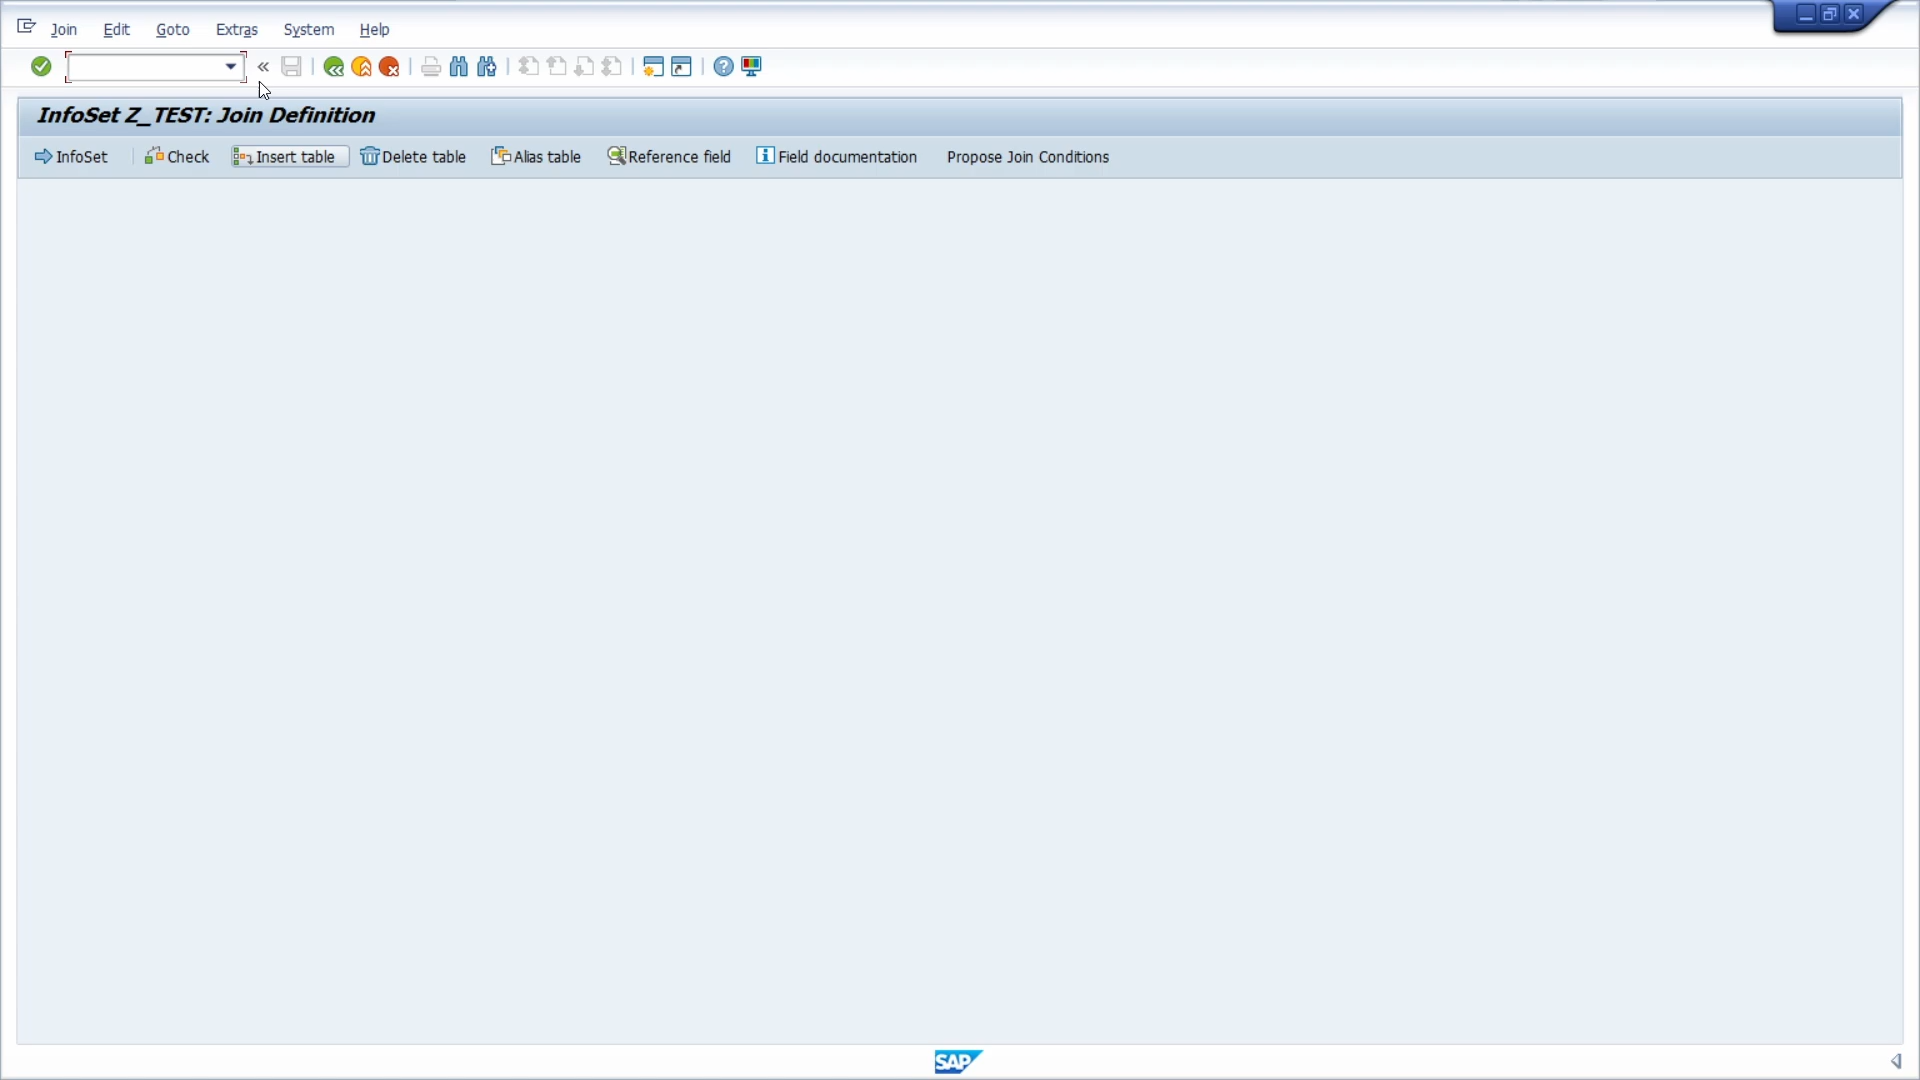 Join Edit Goto Extras System Help
InfoSet Z_TEST: Join Definition
InfoSet Check Insert table Delete table Alias table Reference field Field documentation Propose Join Conditions
SAP